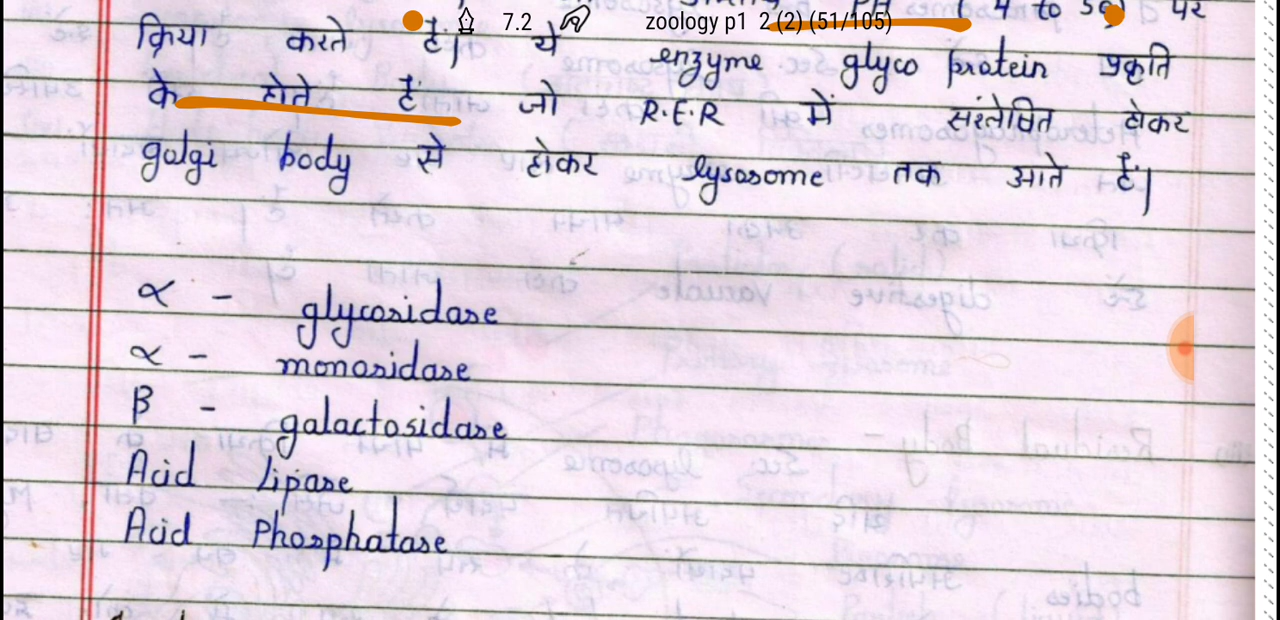 PH 4 to 5 पर
7.2 zoology p1 2 (2) (51/105)
क्रिया करते हैं। ये enzyme glyco protein प्रकृति
के होते हैं जो R.E.R में संश्लेषित होकर
golgi body से होकर lysosome तक आते हैं।
α - glycosidase
α - monosidase
β - galactosidase
Acid lipase
Acid Phosphatase